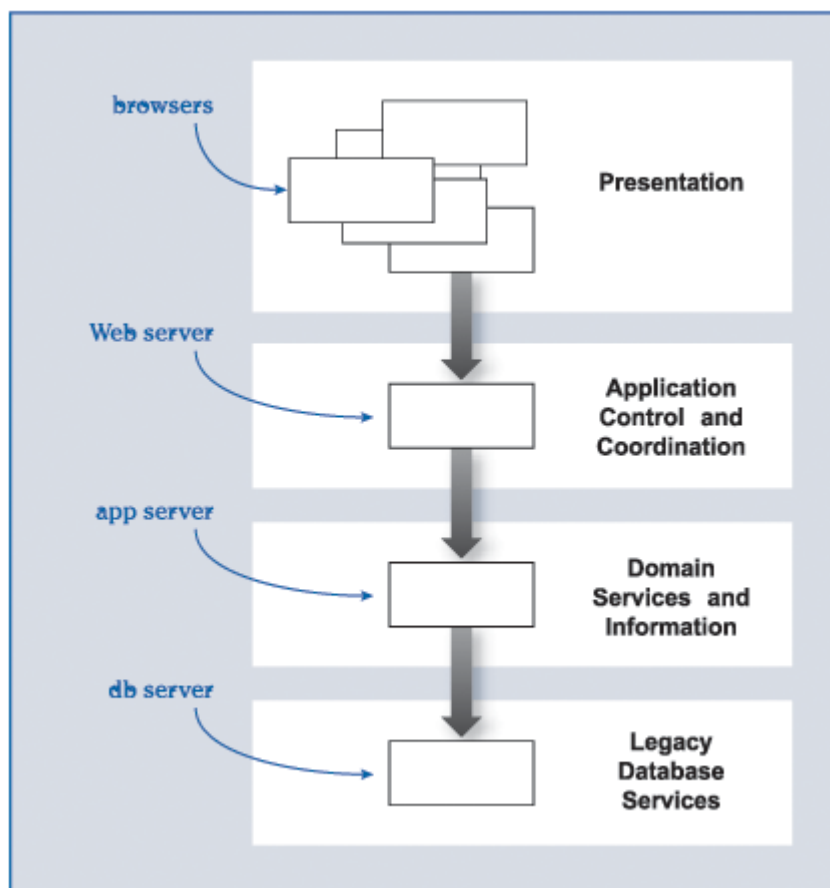 browsers
Presentation
Web server
Application
Control and
Coordination
app server
Domain
Services and
Information
db server
Legacy
Database
Services